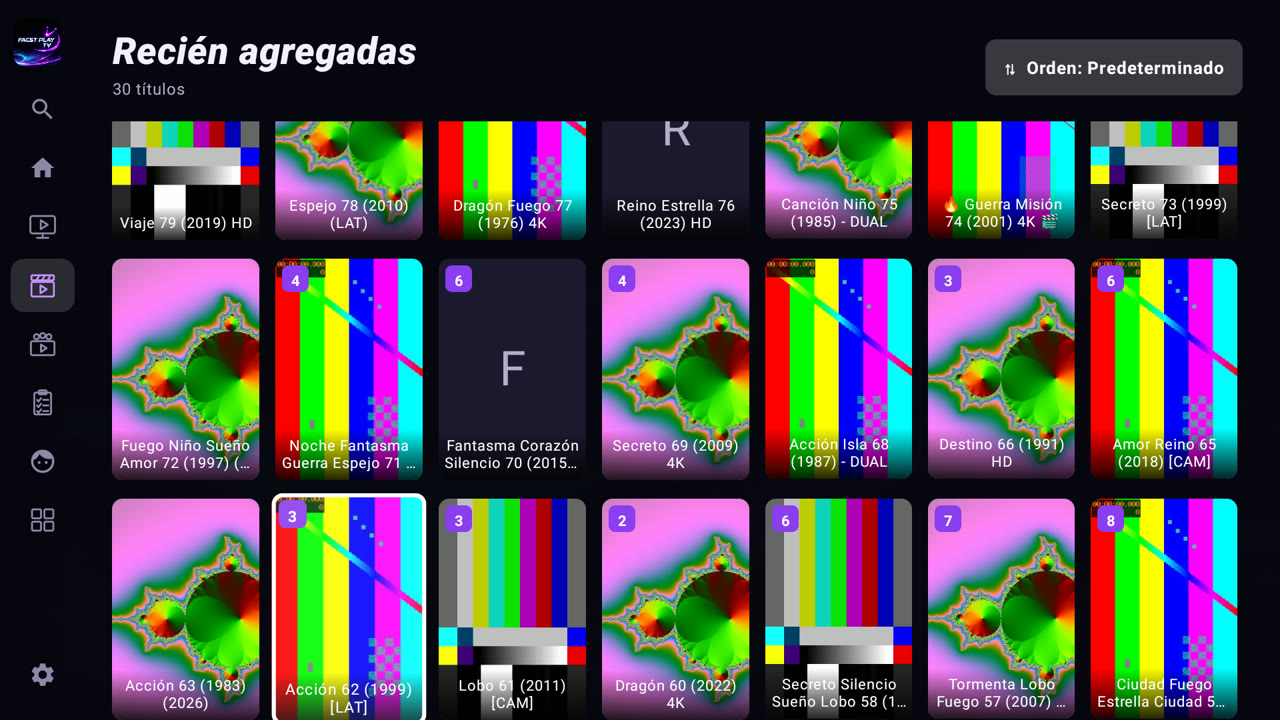 FACST PLAY
TV
Recién agregadas
30 títulos
Orden: Predeterminado
Viaje 79 (2019) HD
Espejo 78 (2010)
(LAT)
Dragón Fuego 77
(1976) 4K
R
Reino Estrella 76
(2023) HD
Canción Niño 75
(1985) - DUAL
🔥 Guerra Misión
74 (2001) 4K 🎬
Secreto 73 (1999)
[LAT]
Fuego Niño Sueño
Amor 72 (1997) (…
4
Noche Fantasma
Guerra Espejo 71 …
6
F
Fantasma Corazón
Silencio 70 (2015…
4
Secreto 69 (2009)
4K
Acción Isla 68
(1987) - DUAL
3
Destino 66 (1991)
HD
6
Amor Reino 65
(2018) [CAM]
Acción 63 (1983)
(2026)
3
Acción 62 (1999)
[LAT]
3
Lobo 61 (2011)
[CAM]
2
Dragón 60 (2022)
4K
6
Secreto Silencio
Sueño Lobo 58 (1…
7
Tormenta Lobo
Fuego 57 (2007) …
8
Ciudad Fuego
Estrella Ciudad 5…